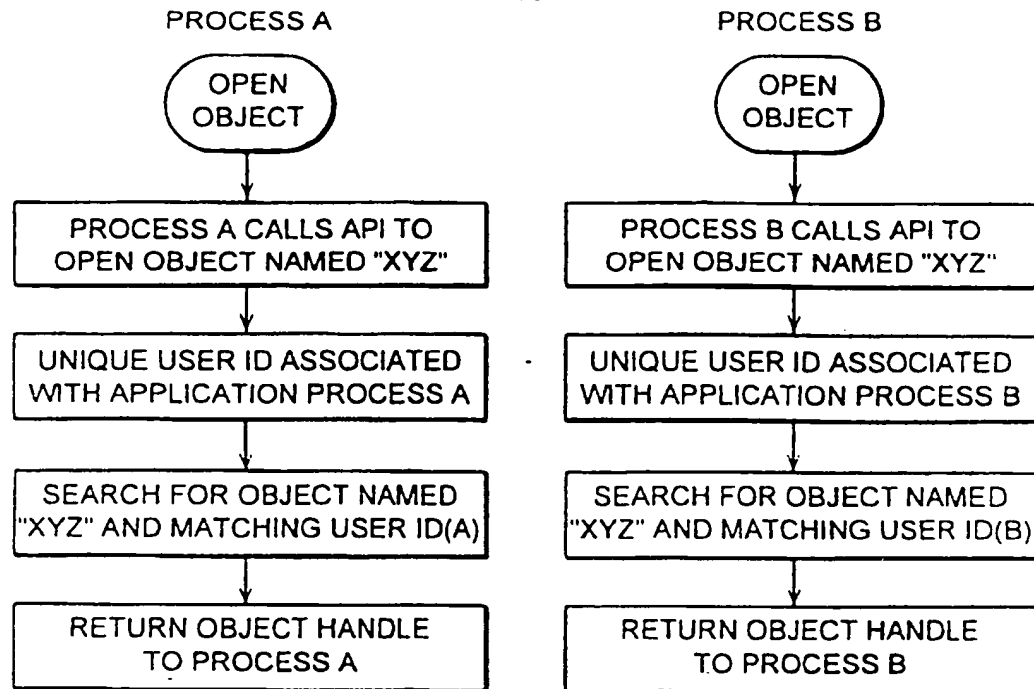 PROCESS A
OPEN
OBJECT
PROCESS A CALLS API TO
OPEN OBJECT NAMED "XYZ"
UNIQUE USER ID ASSOCIATED
WITH APPLICATION PROCESS A
SEARCH FOR OBJECT NAMED
"XYZ" AND MATCHING USER ID(A)
RETURN OBJECT HANDLE
TO PROCESS A
PROCESS B
OPEN
OBJECT
PROCESS B CALLS API TO
OPEN OBJECT NAMED "XYZ"
UNIQUE USER ID ASSOCIATED
WITH APPLICATION PROCESS B
SEARCH FOR OBJECT NAMED
"XYZ" AND MATCHING USER ID(B)
RETURN OBJECT HANDLE
TO PROCESS B